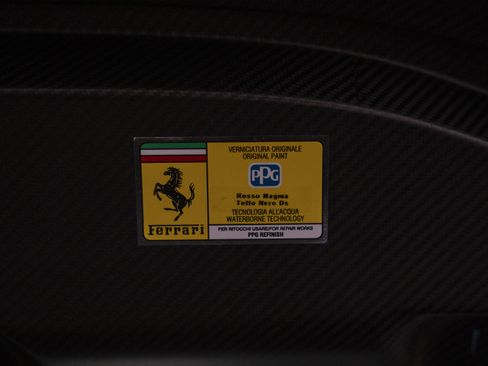 VERNICIATURA ORIGINALE
ORIGINAL PAINT
PPG
Rosso Magma
Tetto Nero Ds
TECNOLOGIA ALL'ACQUA
WATERBORNE TECHNOLOGY
Ferrari
PER RITOCCHI USARE/FOR REPAIR WORKS
PPG REFINISH